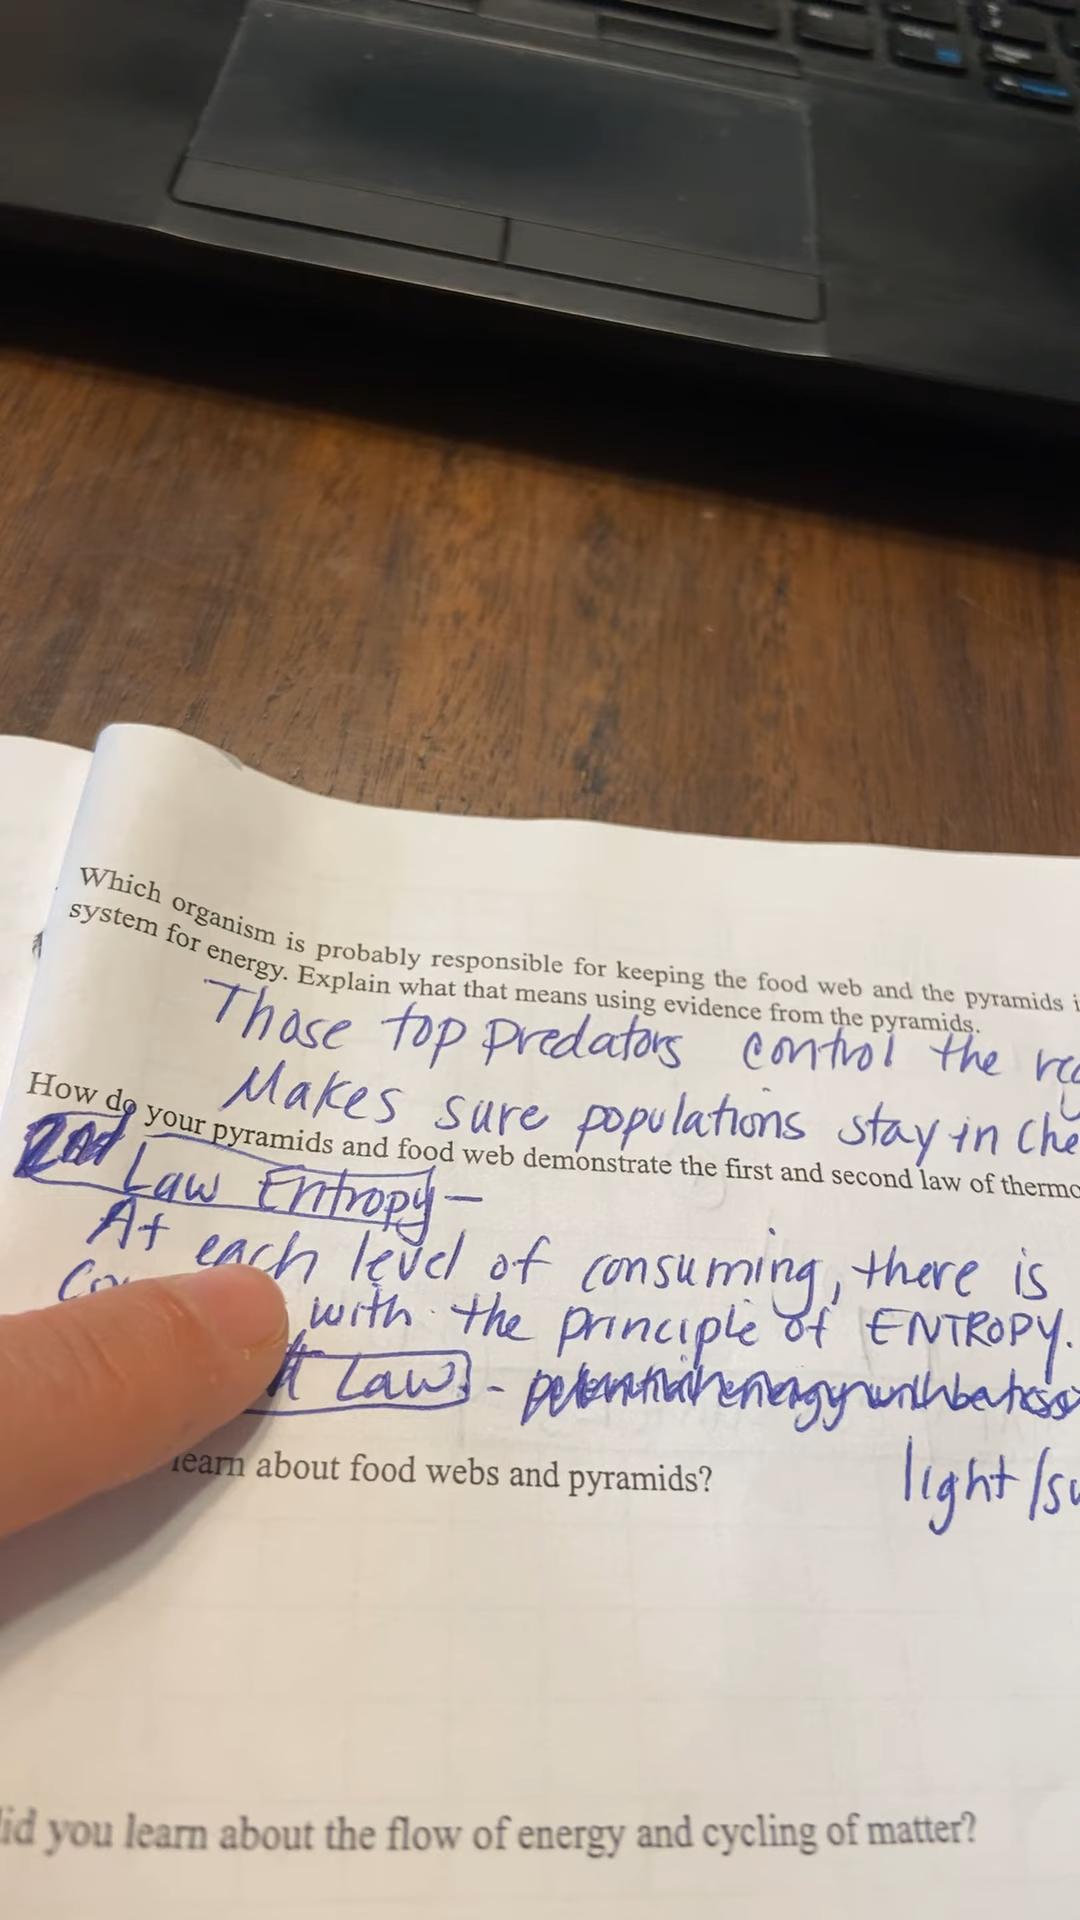 Which organism is probably responsible for keeping the food web and the pyramids i
system for energy. Explain what that means using evidence from the pyramids.
Those top predators control the reg
Makes sure populations stay in che
How do your pyramids and food web demonstrate the first and second law of thermo
2nd Law Entropy –
At each level of consuming, there is
with the principle of ENTROPY.
Law: -
light/su
learn about food webs and pyramids?
id you learn about the flow of energy and cycling of matter?